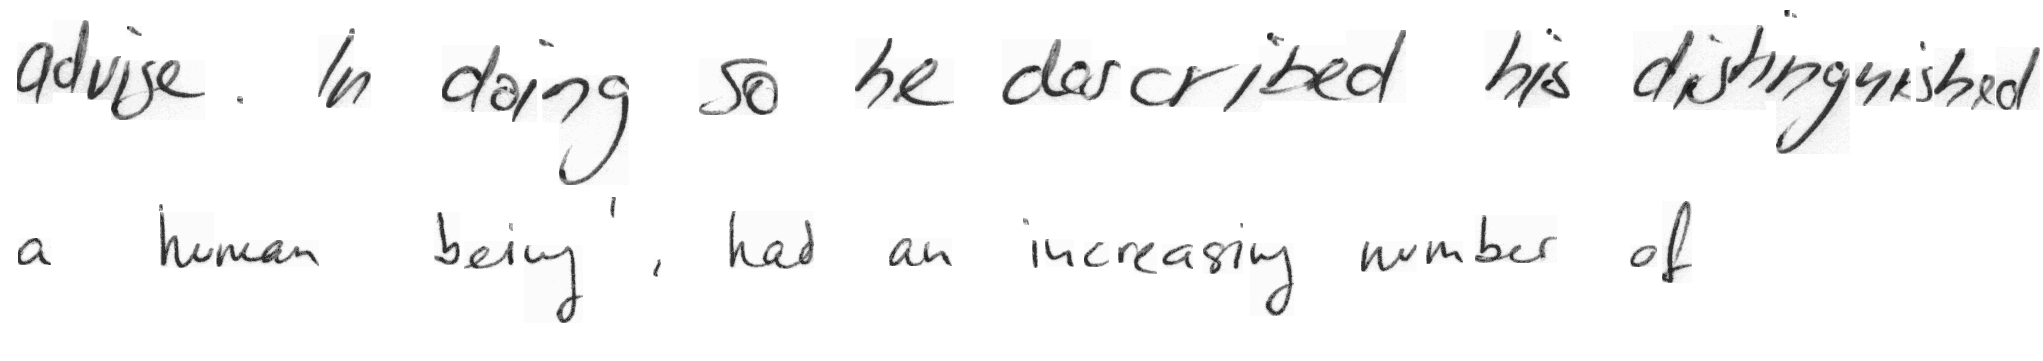 advise. In doing so he described his distinguished
a human being', had an increasing number of